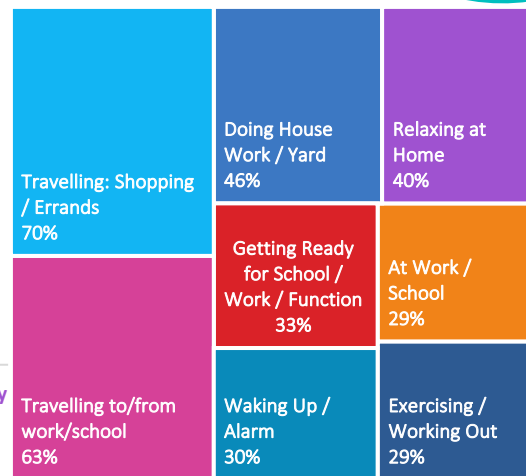 Travelling: Shopping
/ Errands
70%
Doing House
Work / Yard
46%
Relaxing at
Home
40%
Getting Ready
for School /
Work / Function
33%
At Work /
School
29%
y
Travelling to/from
work/school
63%
Waking Up /
Alarm
30%
Exercising /
Working Out
29%